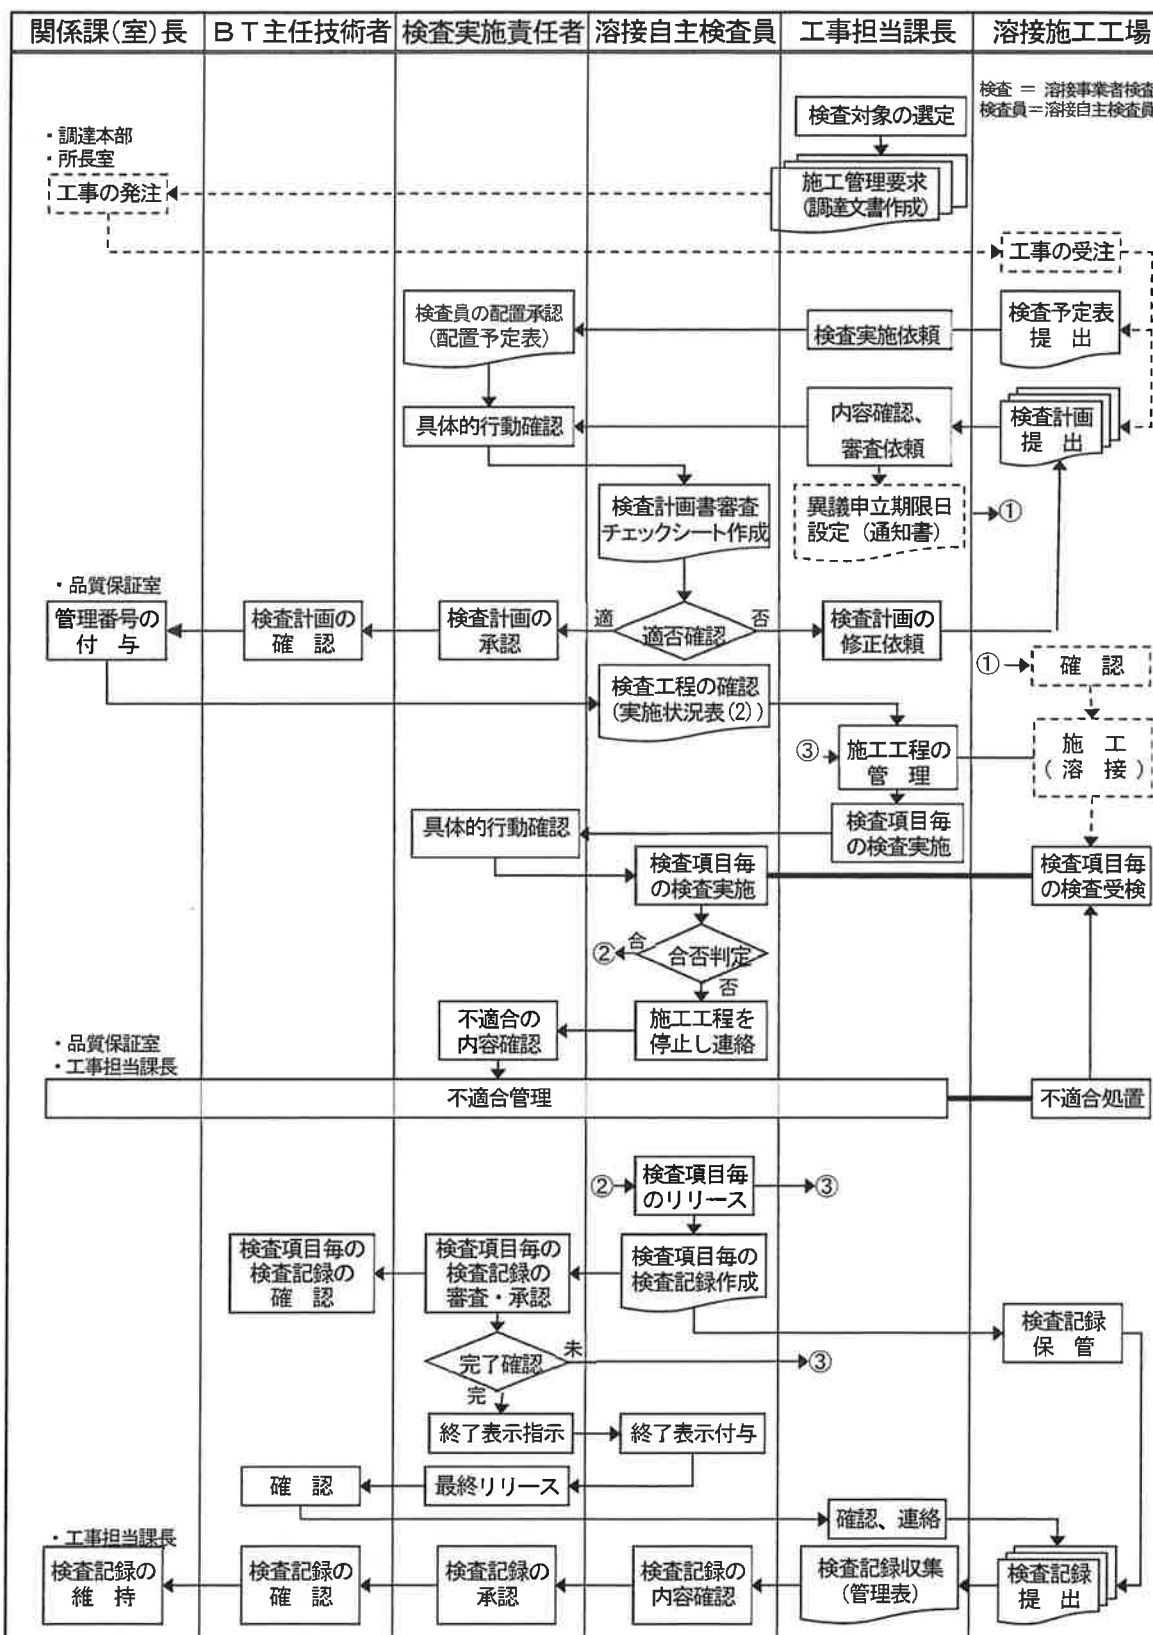 関係課(室)長
ＢＴ主任技術者
検査実施責任者
溶接自主検査員
工事担当課長
溶接施工工場
検査 ＝ 溶接事業者検査
検査員＝溶接自主検査員
検査対象の選定
・調達本部
・所長室
工事の発注
施工管理要求
(調達文書作成)
工事の受注
検査員の配置承認
(配置予定表)
検査実施依頼
検査予定表
提 出
具体的行動確認
内容確認、
審査依頼
検査計画
提 出
検査計画書審査
チェックシート作成
異議申立期限日
設定（通知書）
①
・品質保証室
管理番号の
付 与
検査計画の
確 認
検査計画の
承認
適
適否確認
否
検査計画の
修正依頼
①
確 認
検査工程の確認
(実施状況表(2))
③
施工工程の
管 理
施 工
(溶 接)
具体的行動確認
検査項目毎
の検査実施
検査項目毎
の検査実施
検査項目毎
の検査受検
②
合
合否判定
否
不適合の
内容確認
施工工程を
停止し連絡
・品質保証室
・工事担当課長
不適合管理
不適合処置
②
検査項目毎
のリリース
③
検査項目毎の
検査記録の
確 認
検査項目毎の
検査記録の
審査・承認
検査項目毎の
検査記録作成
検査記録
保 管
完了確認
未
③
完
終了表示指示
終了表示付与
確 認
最終リリース
確認、連絡
・工事担当課長
検査記録の
維 持
検査記録の
確 認
検査記録の
承認
検査記録の
内容確認
検査記録収集
(管理表)
検査記録
提 出